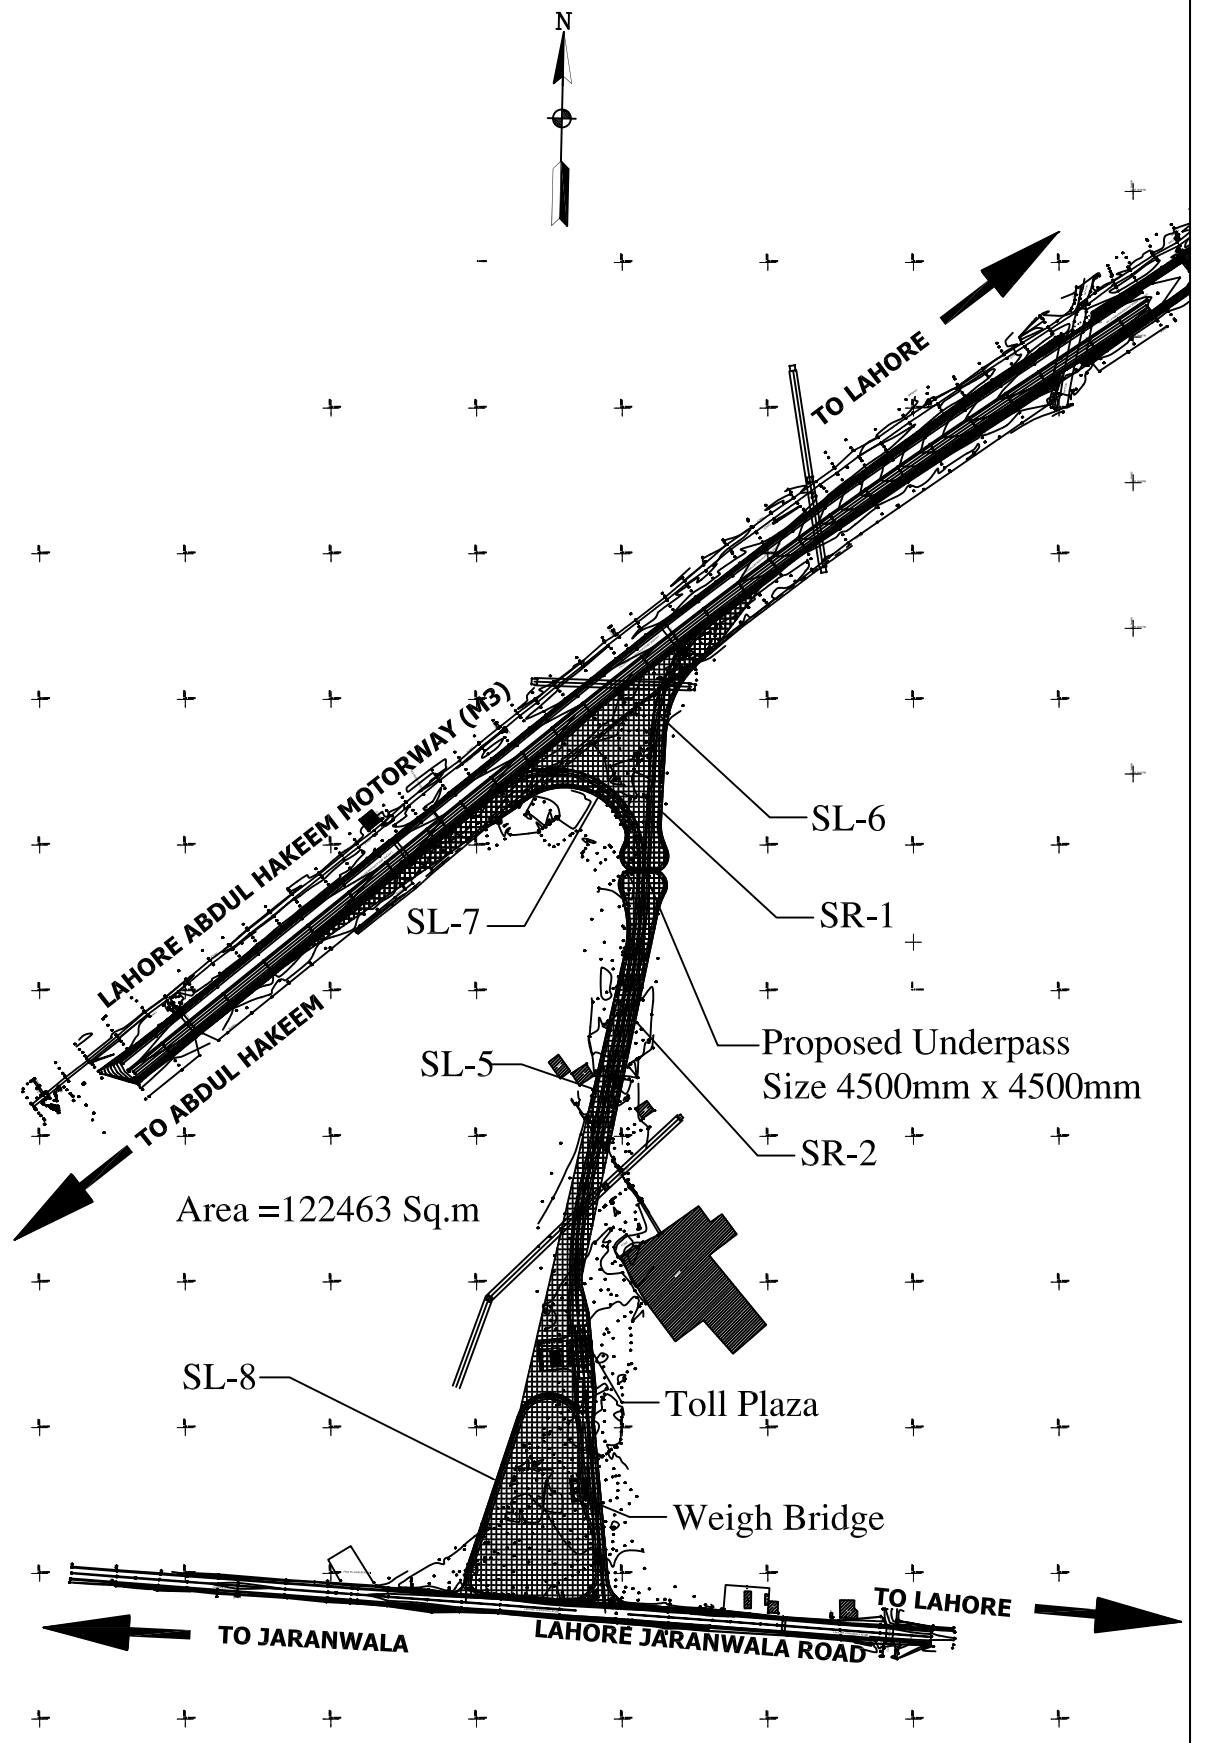 N
TO LAHORE
LAHORE ABDUL HAKEEM MOTORWAY (M3)
SL-6
SR-1
SL-7
TO ABDUL HAKEEM
Proposed Underpass
Size 4500mm x 4500mm
SL-5
SR-2
Area =122463 Sq.m
SL-8
Toll Plaza
Weigh Bridge
TO LAHORE
LAHORE JARANWALA ROAD
TO JARANWALA